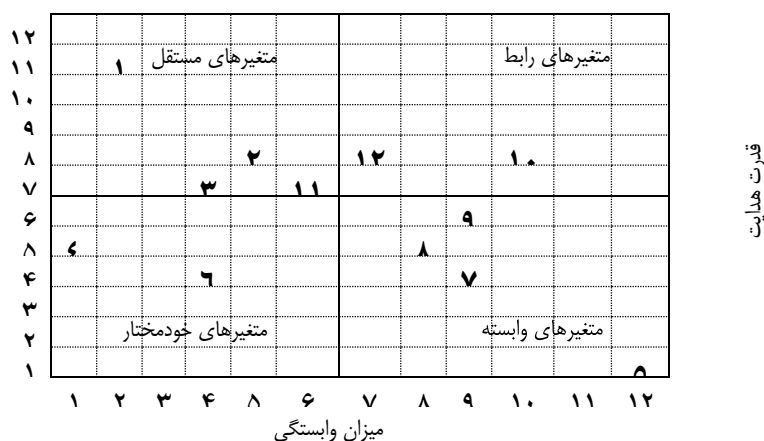 ۱۲
۱۱ ۱ متغیرهای مستقل متغیرهای رابط
۱۰
۹
۸ ۲ ۱۲ ۱۰
۷ ۳ ۱۱
۶ ۹
۵ ۴ ۸
۴ ۶ ۷
۳
۲ متغیرهای خودمختار متغیرهای وابسته
۱ ۵
۱ ۲ ۳ ۴ ۵ ۶ ۷ ۸ ۹ ۱۰ ۱۱ ۱۲
میزان وابستگی
قدرت هدایت